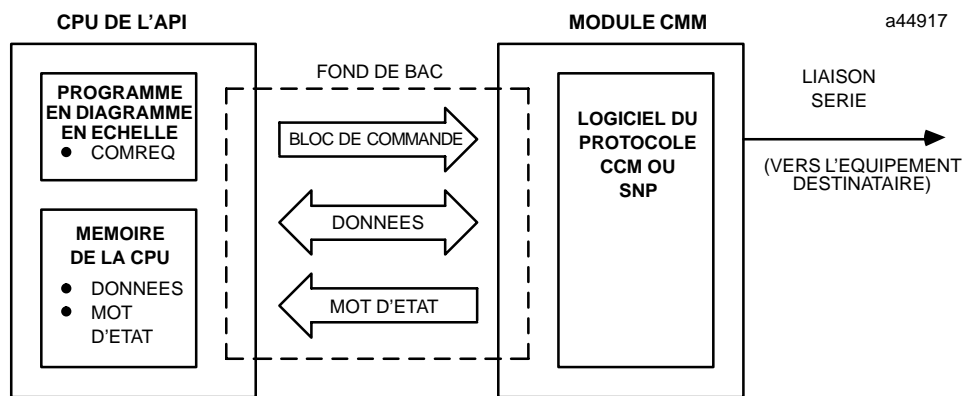 CPU DE L'API
MODULE CMM
a44917
PROGRAMME
EN DIAGRAMME
EN ECHELLE
● COMREQ
MEMOIRE
DE LA CPU
● DONNEES
● MOT
D'ETAT
FOND DE BAC
BLOC DE COMMANDE
DONNEES
MOT D'ETAT
LOGICIEL DU
PROTOCOLE
CCM OU
SNP
LIAISON
SERIE
(VERS L'EQUIPEMENT
DESTINATAIRE)